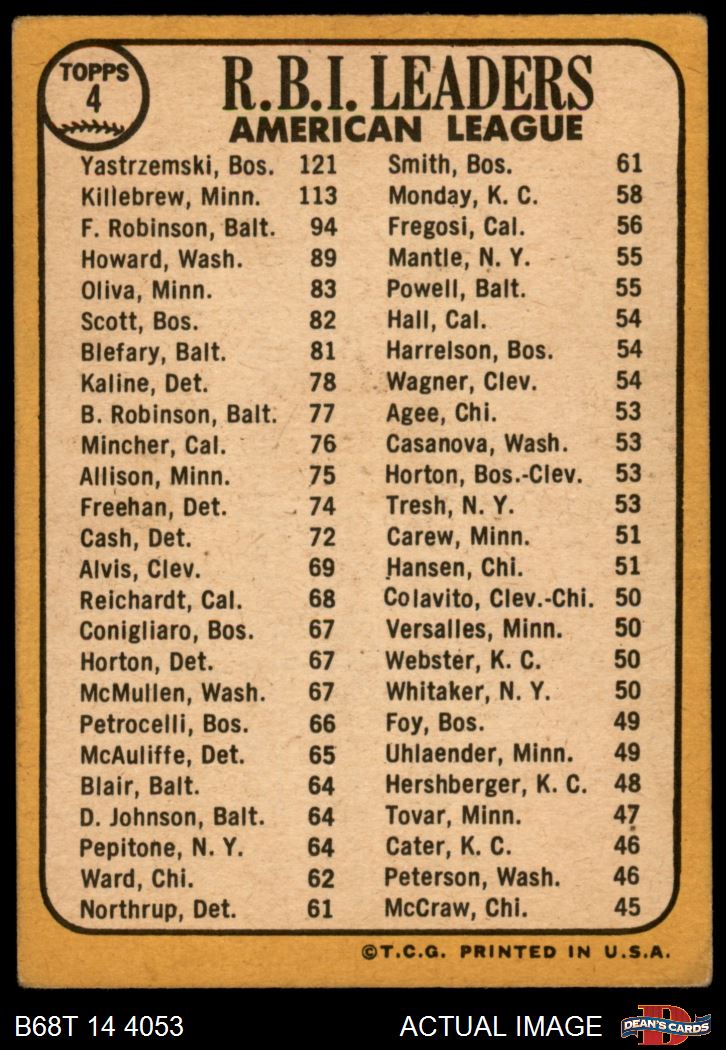 TOPPS
4
R.B.I. LEADERS
AMERICAN LEAGUE
Yastrzemski, Bos. 121
Killebrew, Minn. 113
F. Robinson, Balt. 94
Howard, Wash. 89
Oliva, Minn. 83
Scott, Bos. 82
Blefary, Balt. 81
Kaline, Det. 78
B. Robinson, Balt. 77
Mincher, Cal. 76
Allison, Minn. 75
Freehan, Det. 74
Cash, Det. 72
Alvis, Clev. 69
Reichardt, Cal. 68
Conigliaro, Bos. 67
Horton, Det. 67
McMullen, Wash. 67
Petrocelli, Bos. 66
McAuliffe, Det. 65
Blair, Balt. 64
D. Johnson, Balt. 64
Pepitone, N. Y. 64
Ward, Chi. 62
Northrup, Det. 61
Smith, Bos. 61
Monday, K. C. 58
Fregosi, Cal. 56
Mantle, N. Y. 55
Powell, Balt. 55
Hall, Cal. 54
Harrelson, Bos. 54
Wagner, Clev. 54
Agee, Chi. 53
Casanova, Wash. 53
Horton, Bos.-Clev. 53
Tresh, N. Y. 53
Carew, Minn. 51
Hansen, Chi. 51
Colavito, Clev.-Chi. 50
Versalles, Minn. 50
Webster, K. C. 50
Whitaker, N. Y. 50
Foy, Bos. 49
Uhlaender, Minn. 49
Hershberger, K. C. 48
Tovar, Minn. 47
Cater, K. C. 46
Peterson, Wash. 46
McCraw, Chi. 45
©T.C.G. PRINTED IN U.S.A.
B68T 14 4053
ACTUAL IMAGE
D
DEAN'S CARDS